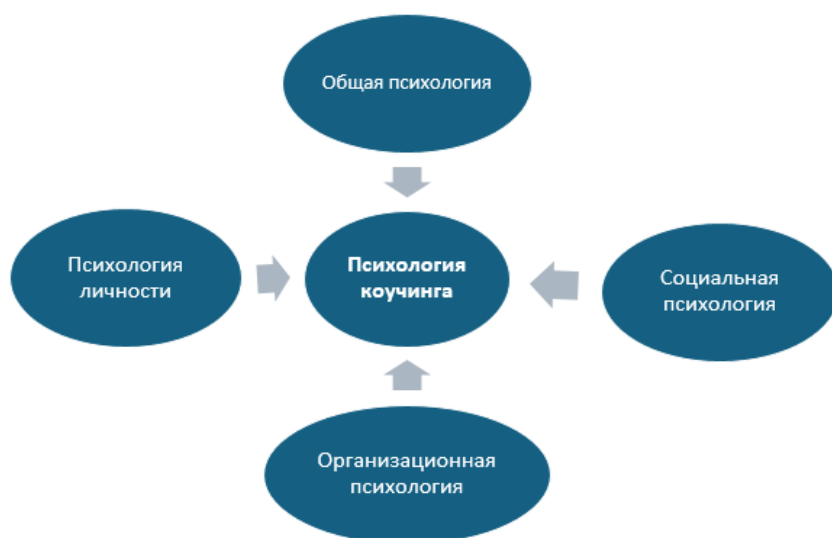 Общая психология
Психология
личности
Психология
коучинга
Социальная
психология
Организационная
психология